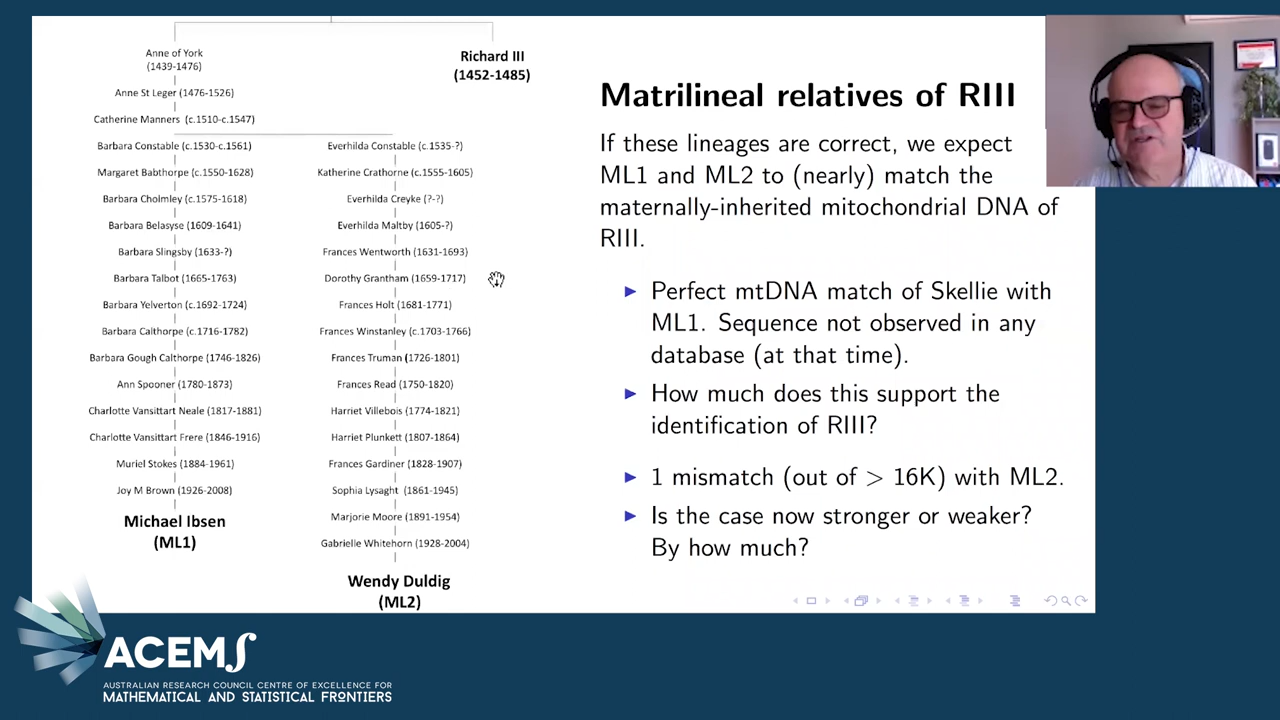 Anne of York
(1439-1476)
Anne St Leger (1476-1526)
Catherine Manners (c.1510-c.1547)
Barbara Constable (c.1530-c.1561)
Margaret Babthorpe (c.1550-1628)
Barbara Cholmley (c.1575-1618)
Barbara Belasyse (1609-1641)
Barbara Slingsby (1633-?)
Barbara Talbot (1665-1763)
Barbara Yelverton (c.1692-1724)
Barbara Calthorpe (c.1716-1782)
Barbara Gough Calthorpe (1746-1826)
Ann Spooner (1780-1873)
Charlotte Vansittart Neale (1817-1881)
Charlotte Vansittart Frere (1846-1916)
Muriel Stokes (1884-1961)
Joy M Brown (1926-2008)
Michael Ibsen
(ML1)
Richard III
(1452-1485)
Everhilda Constable (c.1535-?)
Katherine Crathorne (c.1555-1605)
Everhilda Creyke (?-?)
Everhilda Maltby (1605-?)
Frances Wentworth (1631-1693)
Dorothy Grantham (1659-1717)
Frances Holt (1681-1771)
Frances Winstanley (c.1703-1766)
Frances Truman (1726-1801)
Frances Read (1750-1820)
Harriet Villebois (1774-1821)
Harriet Plunkett (1807-1864)
Frances Gardiner (1828-1907)
Sophia Lysaght (1861-1945)
Marjorie Moore (1891-1954)
Gabrielle Whitehorn (1928-2004)
Wendy Duldig
(ML2)
Matrilineal relatives of RIII
If these lineages are correct, we expect
ML1 and ML2 to (nearly) match the
maternally-inherited mitochondrial DNA of
RIII.
Perfect mtDNA match of Skellie with
ML1. Sequence not observed in any
database (at that time).
How much does this support the
identification of RIII?
1 mismatch (out of > 16K) with ML2.
Is the case now stronger or weaker?
By how much?
ACEMS
AUSTRALIAN RESEARCH COUNCIL CENTRE OF EXCELLENCE FOR
MATHEMATICAL AND STATISTICAL FRONTIERS